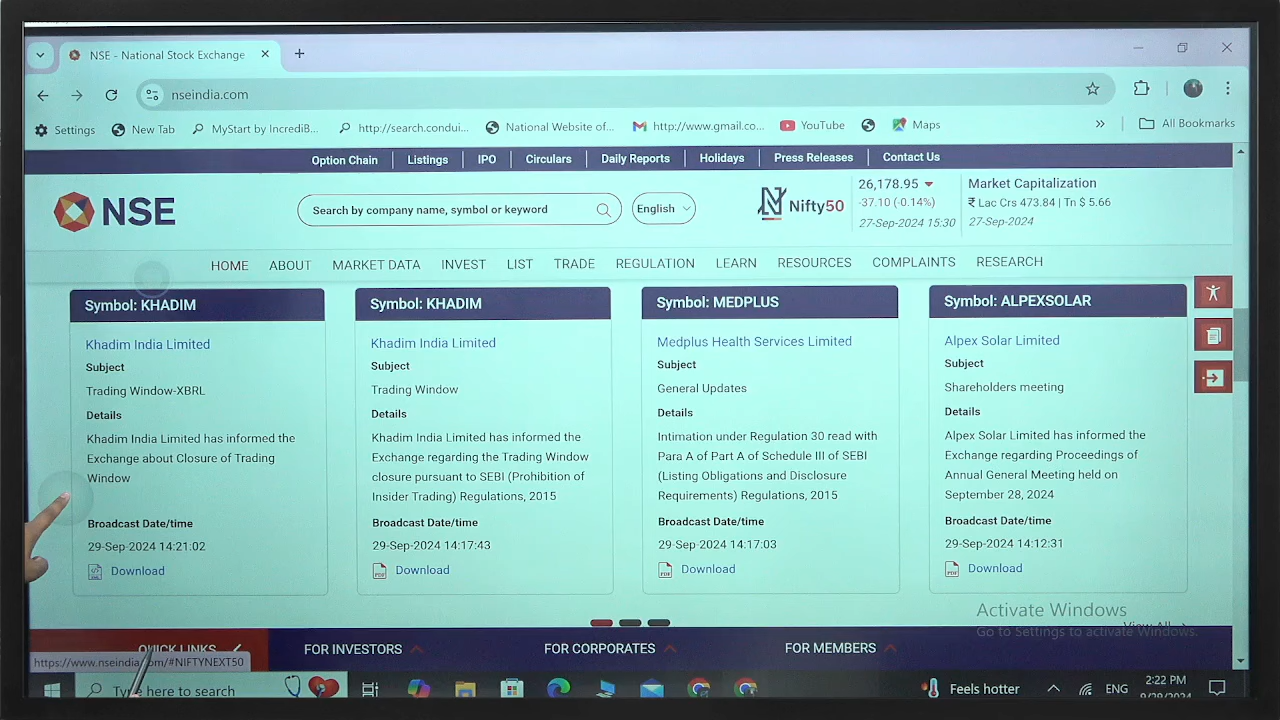 NSE - National Stock Exchange
nseindia.com
Settings New Tab MyStart by IncrediB... http://search.condui... National Website of... http://www.gmail.co... YouTube Maps » All Bookmarks
Option Chain Listings IPO Circulars Daily Reports Holidays Press Releases Contact Us
NSE
Search by company name, symbol or keyword
English
Nifty50
26,178.95
-37.10 (-0.14%)
27-Sep-2024 15:30
Market Capitalization
₹ Lac Crs 473.84 | Tn $ 5.66
27-Sep-2024
HOME ABOUT MARKET DATA INVEST LIST TRADE REGULATION LEARN RESOURCES COMPLAINTS RESEARCH
Symbol: KHADIM
Khadim India Limited
Subject
Trading Window-XBRL
Details
Khadim India Limited has informed the
Exchange about Closure of Trading
Window
Broadcast Date/time
29-Sep-2024 14:21:02
Download
Symbol: KHADIM
Khadim India Limited
Subject
Trading Window
Details
Khadim India Limited has informed the
Exchange regarding the Trading Window
closure pursuant to SEBI (Prohibition of
Insider Trading) Regulations, 2015
Broadcast Date/time
29-Sep-2024 14:17:43
PDF
Download
Symbol: MEDPLUS
Medplus Health Services Limited
Subject
General Updates
Details
Intimation under Regulation 30 read with
Para A of Part A of Schedule III of SEBI
(Listing Obligations and Disclosure
Requirements) Regulations, 2015
Broadcast Date/time
29-Sep-2024 14:17:03
PDF
Download
Symbol: ALPEXSOLAR
Alpex Solar Limited
Subject
Shareholders meeting
Details
Alpex Solar Limited has informed the
Exchange regarding Proceedings of
Annual General Meeting held on
September 28, 2024
Broadcast Date/time
29-Sep-2024 14:12:31
PDF
Download
Activate Windows
Go to Settings to activate Windows.
View All
QUICK LINKS FOR INVESTORS FOR CORPORATES FOR MEMBERS
https://www.nseindia.com/#NIFTYNEXT50
Type here to search
Feels hotter
ENG
2:22 PM
9/29/2024